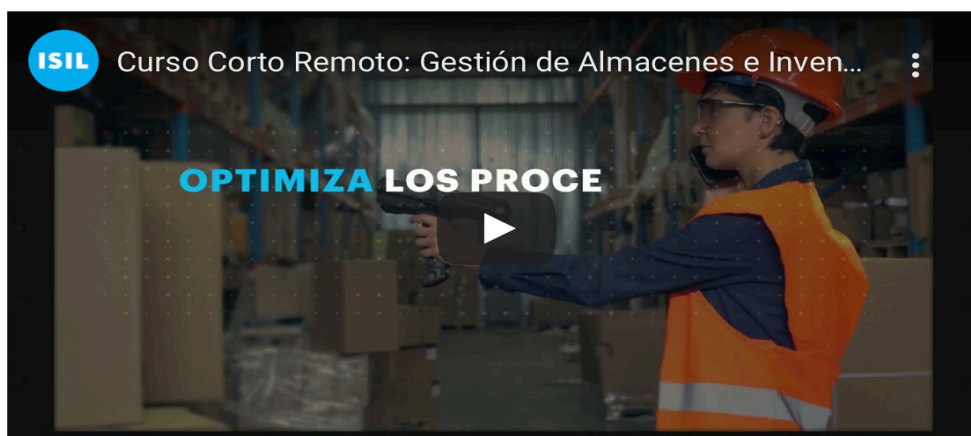 ISIL
Curso Corto Remoto: Gestión de Almacenes e Inven...
OPTIMIZA LOS PROCE